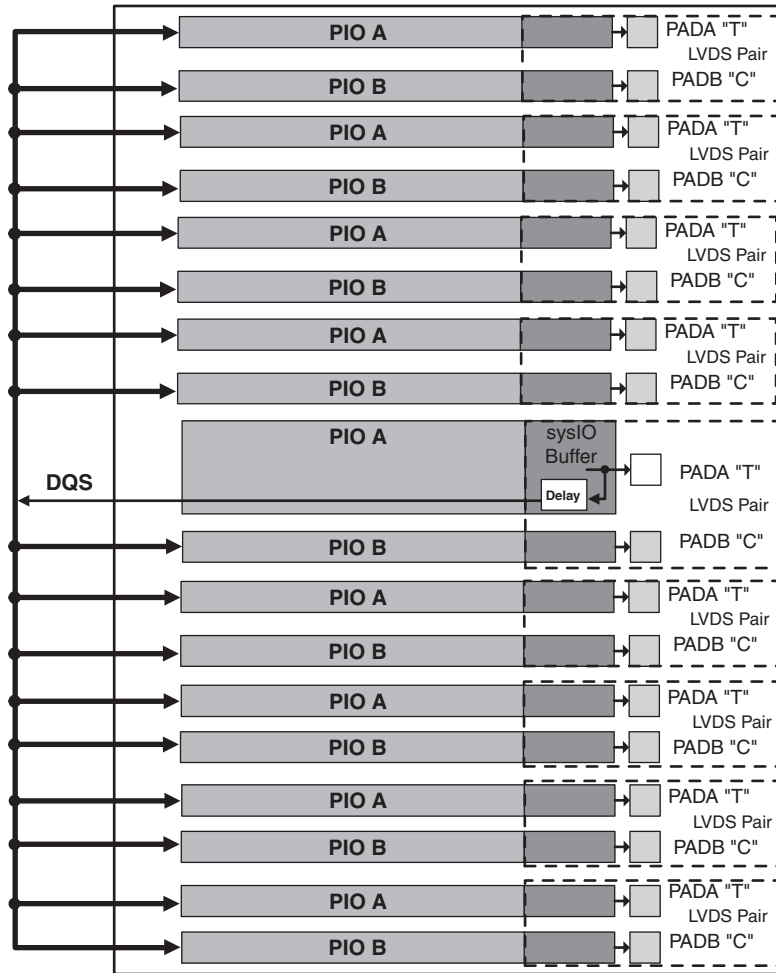 PIO A
PADA "T"
LVDS Pair
PIO B
PADB "C"
PIO A
PADA "T"
LVDS Pair
PIO B
PADB "C"
PIO A
PADA "T"
LVDS Pair
PIO B
PADB "C"
PIO A
PADA "T"
LVDS Pair
PIO B
PADB "C"
PIO A
sysIO
Buffer
PADA "T"
DQS
Delay
LVDS Pair
PIO B
PADB "C"
PIO A
PADA "T"
LVDS Pair
PIO B
PADB "C"
PIO A
PADA "T"
LVDS Pair
PIO B
PADB "C"
PIO A
PADA "T"
LVDS Pair
PIO B
PADB "C"
PIO A
PADA "T"
LVDS Pair
PIO B
PADB "C"